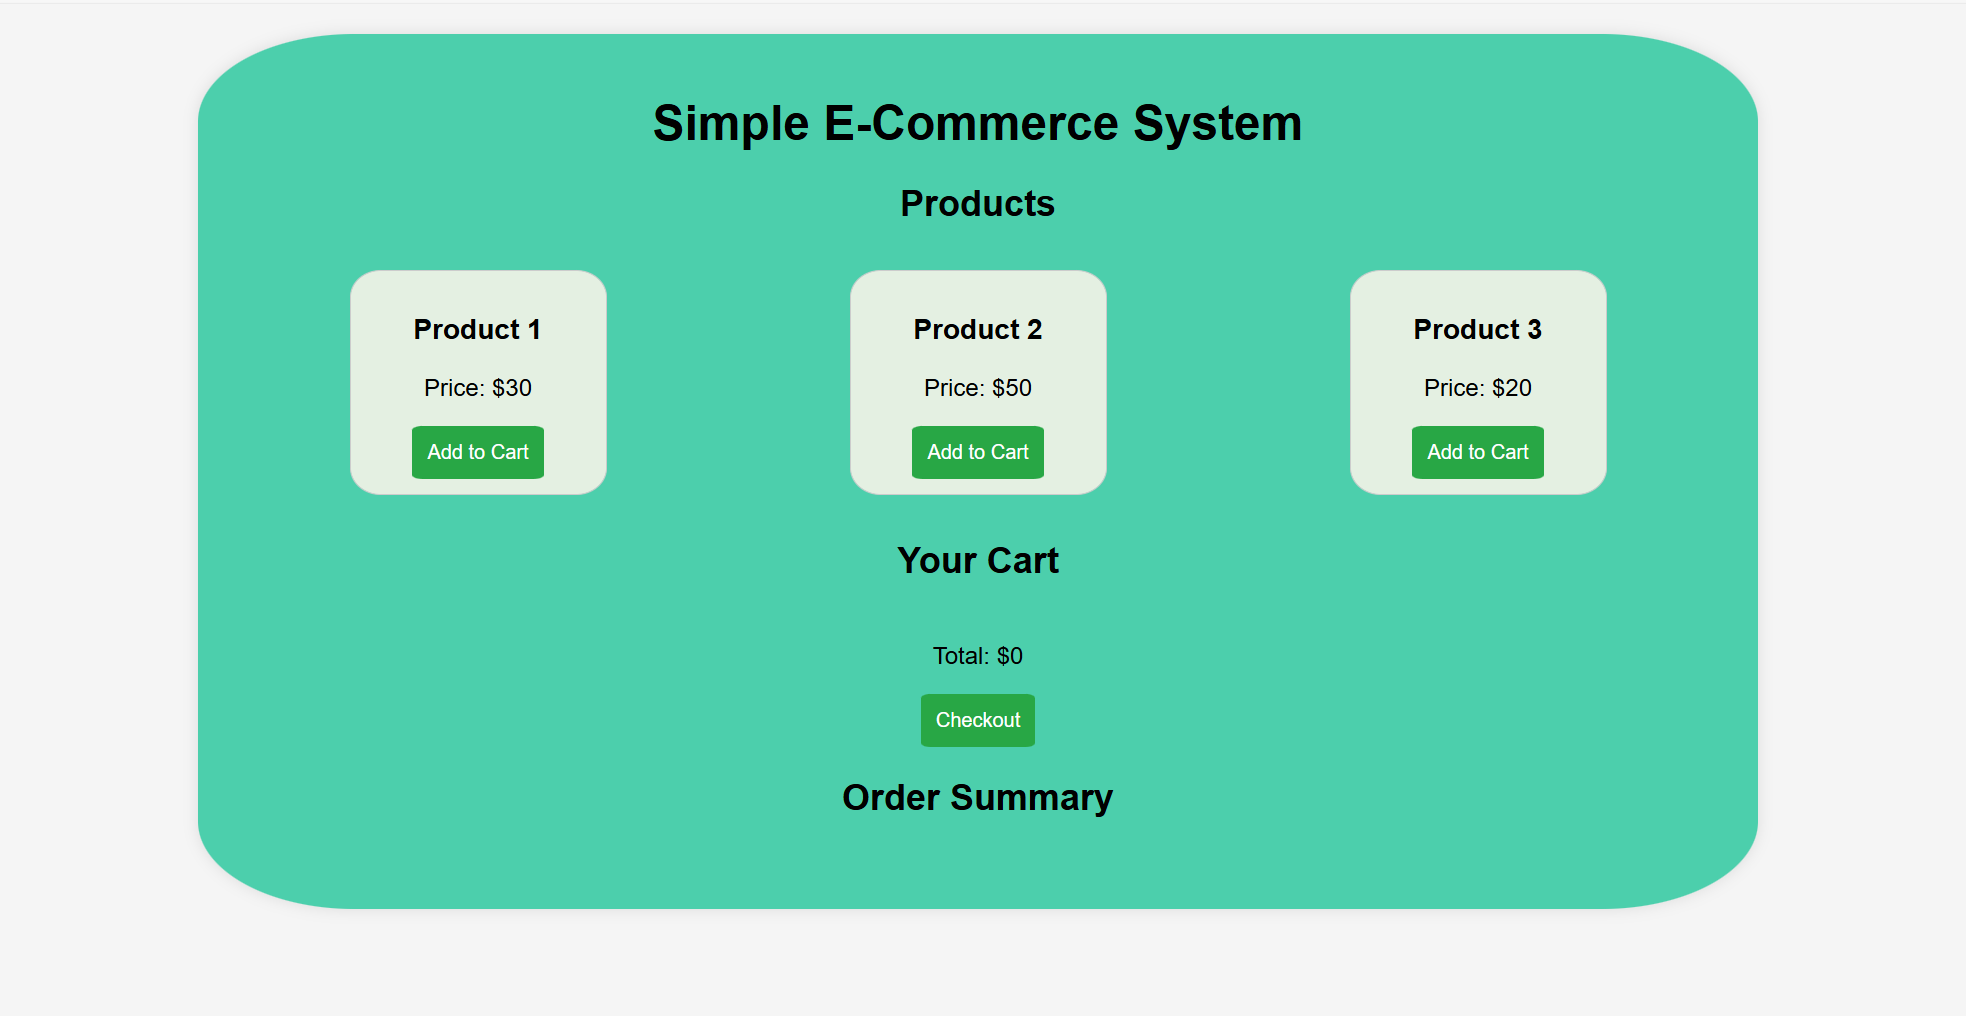 Simple E-Commerce System
Products
Product 1
Price: $30
Add to Cart
Product 2
Price: $50
Add to Cart
Product 3
Price: $20
Add to Cart
Your Cart
Total: $0
Checkout
Order Summary